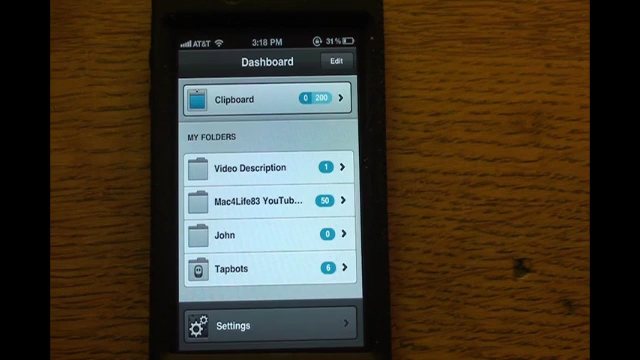 AT&T 3:18 PM 31%
Dashboard Edit
Clipboard 0 200
MY FOLDERS
Video Description 1
Mac4Life83 YouTub... 50
John 0
Tapbots 6
Settings